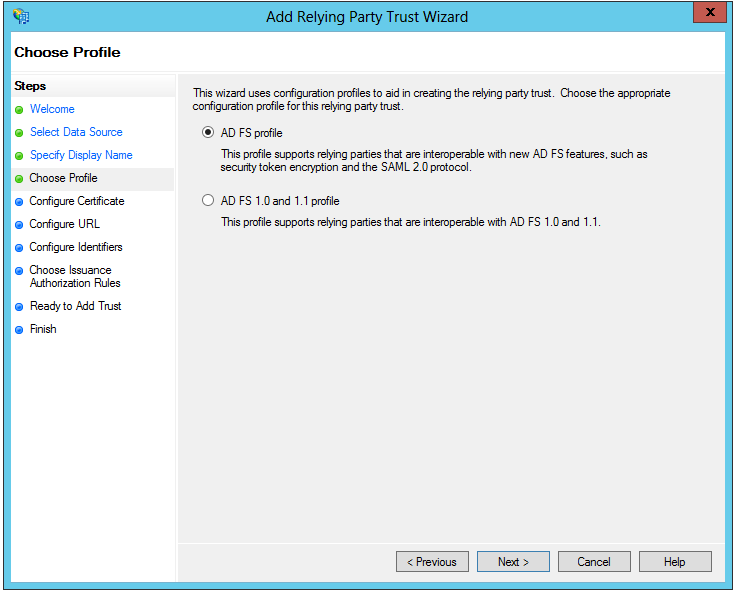 Add Relying Party Trust Wizard
X
Choose Profile
Steps
Welcome
Select Data Source
Specify Display Name
Choose Profile
Configure Certificate
Configure URL
Configure Identifiers
Choose Issuance
Authorization Rules
Ready to Add Trust
Finish
This wizard uses configuration profiles to aid in creating the relying party trust. Choose the appropriate
configuration profile for this relying party trust.
AD FS profile
This profile supports relying parties that are interoperable with new AD FS features, such as
security token encryption and the SAML 2.0 protocol.
AD FS 1.0 and 1.1 profile
This profile supports relying parties that are interoperable with AD FS 1.0 and 1.1.
< Previous
Next >
Cancel
Help